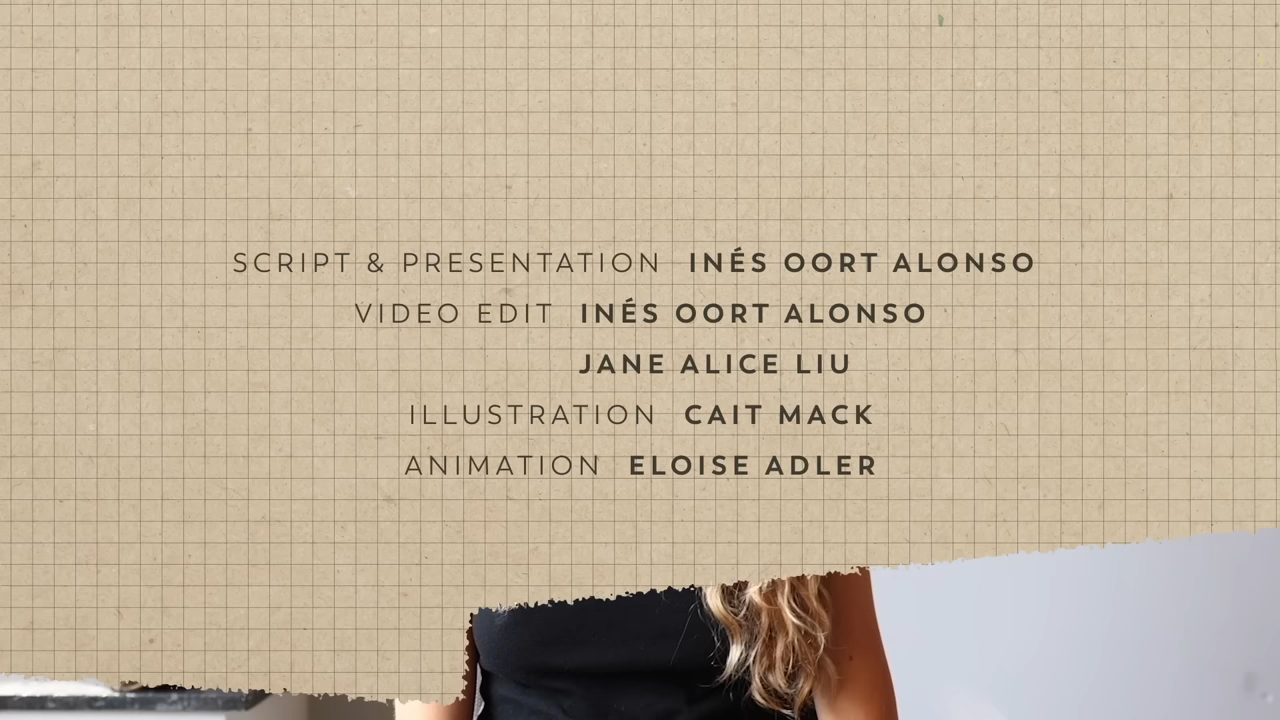 SCRIPT & PRESENTATION INÉS OORT ALONSO
VIDEO EDIT INÉS OORT ALONSO
JANE ALICE LIU
ILLUSTRATION CAIT MACK
ANIMATION ELOISE ADLER